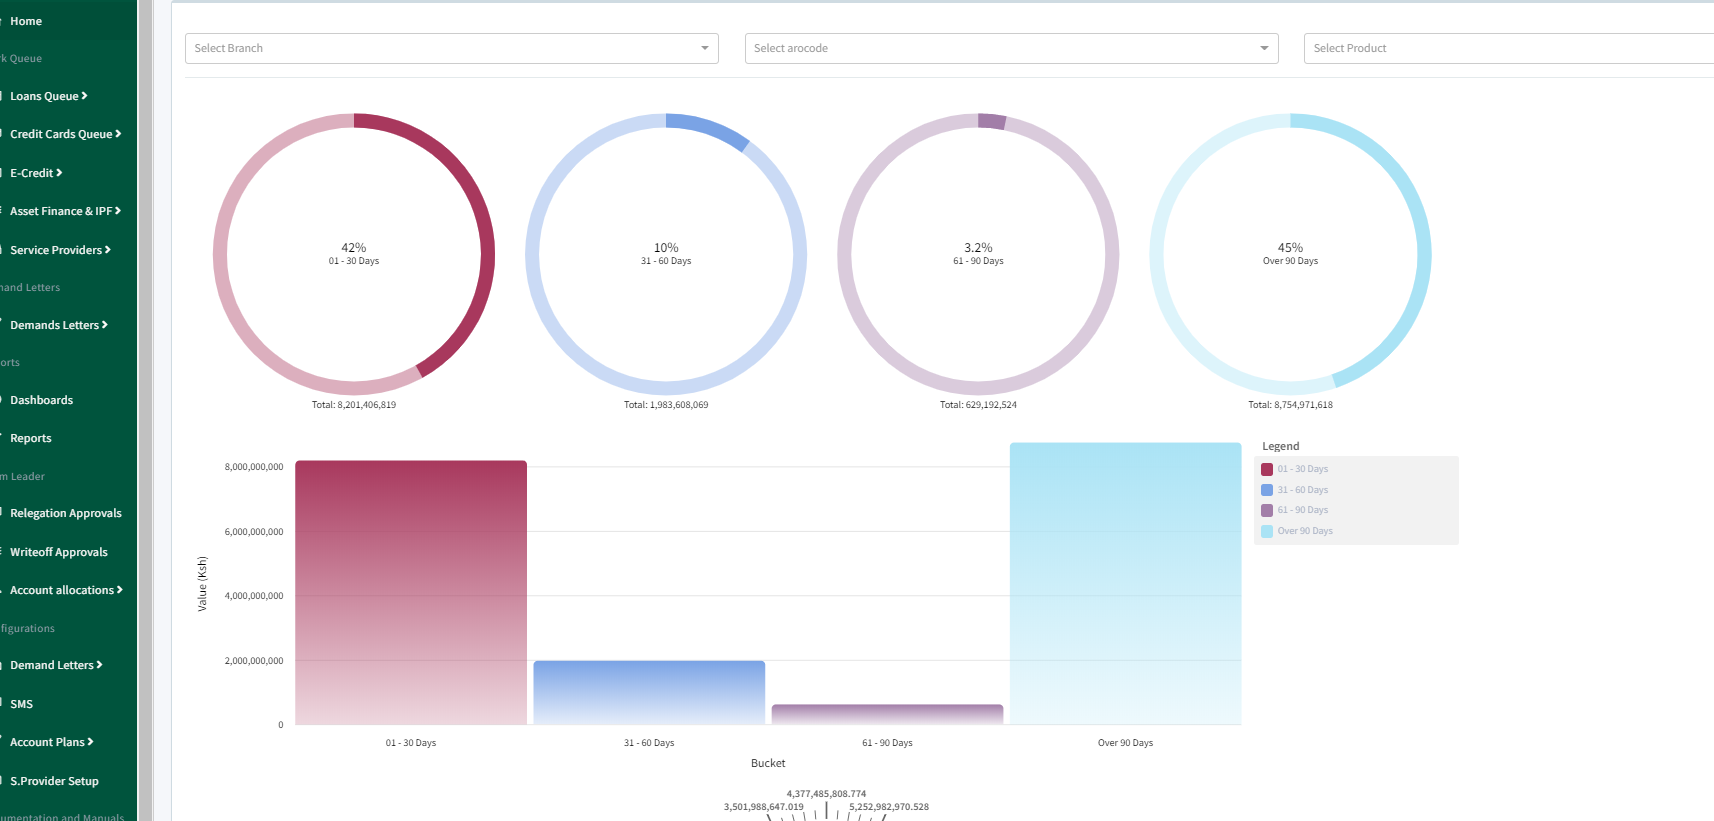 Home
Loans Queue
Credit Cards Queue
E-Credit
Asset Finance & IPF
Service Providers
Demands Letters
Dashboards
Reports
Relegation Approvals
Writeoff Approvals
Account allocations
Demand Letters
SMS
Account Plans
S.Provider Setup
Queue
Letters
Leader
and Manuals
Select Branch
Select arocode
Select Product
42%
01 - 30 Days
10%
31 - 60 Days
3.2%
61 - 90 Days
45%
Over 90 Days
Total: 8,201,406,819
Total: 1,983,608,069
Total: 629,192,524
Total: 8,754,971,618
Value (Ksh)
8,000,000,000
6,000,000,000
4,000,000,000
2,000,000,000
0
01 - 30 Days
31 - 60 Days
61 - 90 Days
Over 90 Days
Bucket
Legend
01 - 30 Days
31 - 60 Days
61 - 90 Days
Over 90 Days
4,377,485,808.774
3,501,988,647.019
5,252,982,970.528